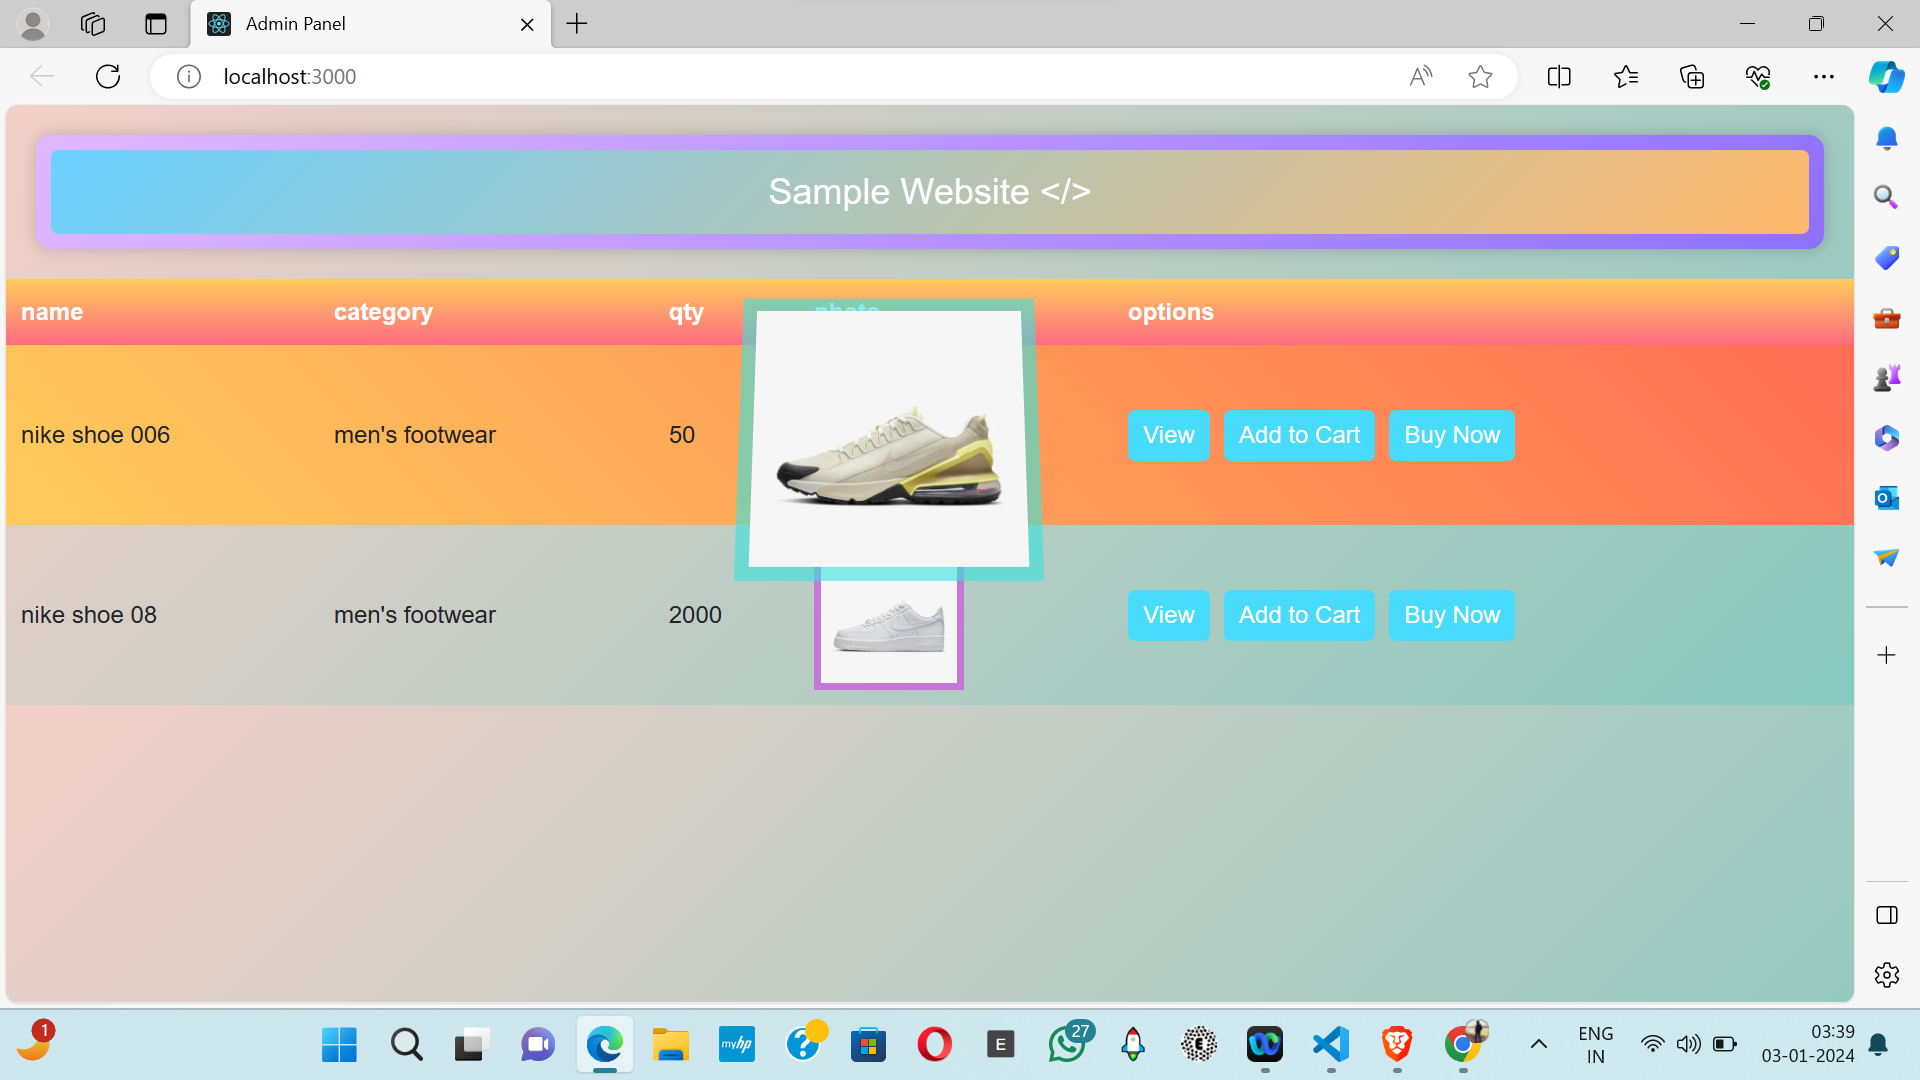 Admin Panel
localhost:3000
Sample Website </>
name category qty photo options
nike shoe 006 men's footwear 50 View Add to Cart Buy Now
nike shoe 08 men's footwear 2000 View Add to Cart Buy Now
1
myhp
E
27
E
ENG
IN
03:39
03-01-2024